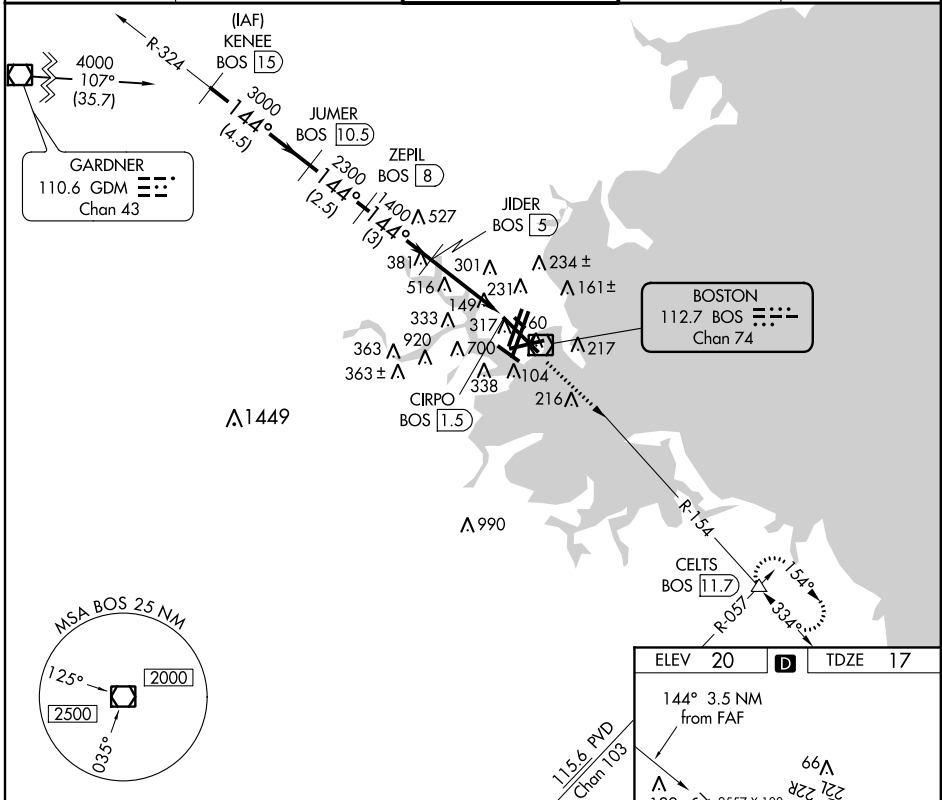 (IAF)
KENEE
BOS 15
R-324
4000
107°
(35.7)
3000
144°
(4.5)
JUMER
BOS 10.5
GARDNER
110.6 GDM
Chan 43
2300
144°
(2.5)
ZEPIL
BOS 8
1400
144°
(3)
527
JIDER
BOS 5
381
301
234 ±
516
231
161 ±
149
333
317
60
BOSTON
112.7 BOS
Chan 74
363
920
700
217
363 ±
338
104
CIRPO
BOS 1.5
216
1449
R-154
990
CELTS
BOS 11.7
154°
334°
R-057
MSA BOS 25 NM
125°
2000
2500
035°
ELEV 20
D
TDZE 17
144° 3.5 NM
from FAF
115.6 PVD
Chan 103
66
22L 22R